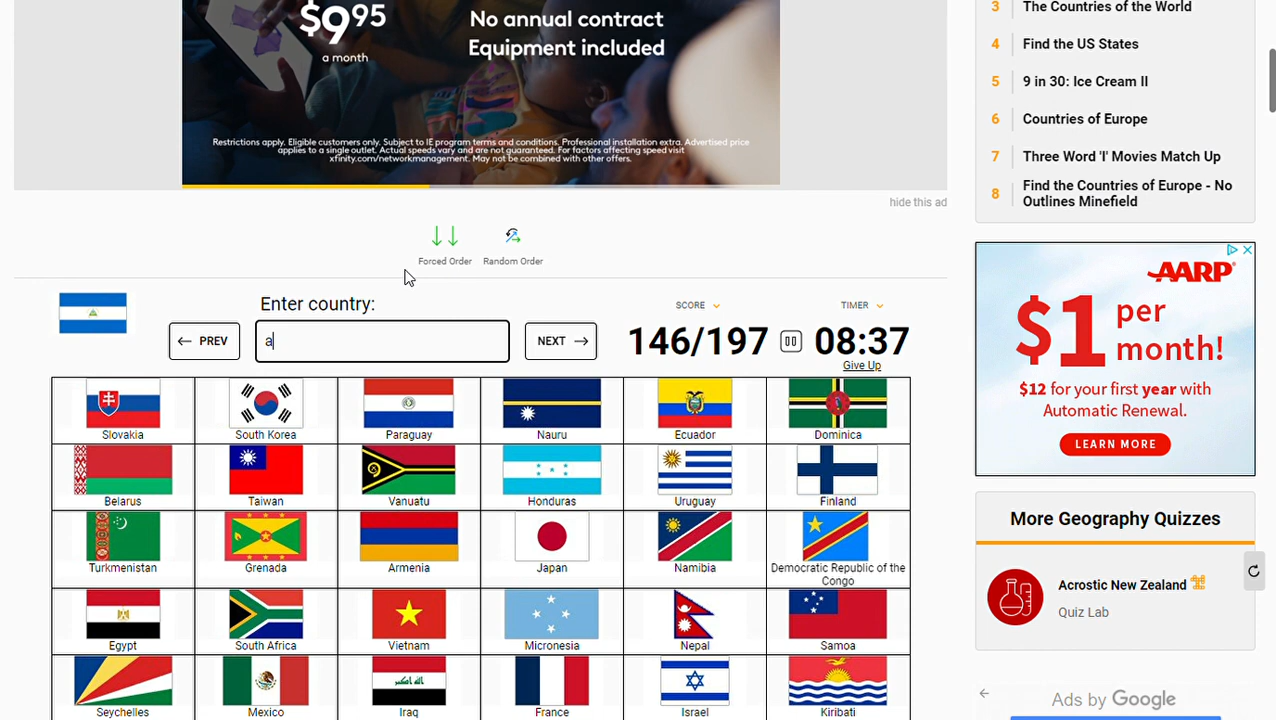 $9.95
a month
No annual contract
Equipment included
Restrictions apply. Eligible customers only. Subject to IE program terms and conditions. Professional installation extra. Advertised price
applies to a single outlet. Actual speeds vary and are not guaranteed. For factors affecting speed visit
xfinity.com/networkmanagement. May not be combined with other offers.
hide this ad
Forced Order
Random Order
Enter country:
SCORE
TIMER
PREV
a
NEXT
146/197
08:37
Give Up
Slovakia
South Korea
Paraguay
Nauru
Ecuador
Dominica
Belarus
Taiwan
Vanuatu
Honduras
Uruguay
Finland
Turkmenistan
Grenada
Armenia
Japan
Namibia
Democratic Republic of the
Congo
Egypt
South Africa
Vietnam
Micronesia
Nepal
Samoa
Seychelles
Mexico
Iraq
France
Israel
Kiribati
3 The Countries of the World
4 Find the US States
5 9 in 30: Ice Cream II
6 Countries of Europe
7 Three Word 'I' Movies Match Up
8 Find the Countries of Europe - No
Outlines Minefield
AARP
$1 per
month!
$12 for your first year with
Automatic Renewal.
LEARN MORE
More Geography Quizzes
Acrostic New Zealand
Quiz Lab
Ads by Google